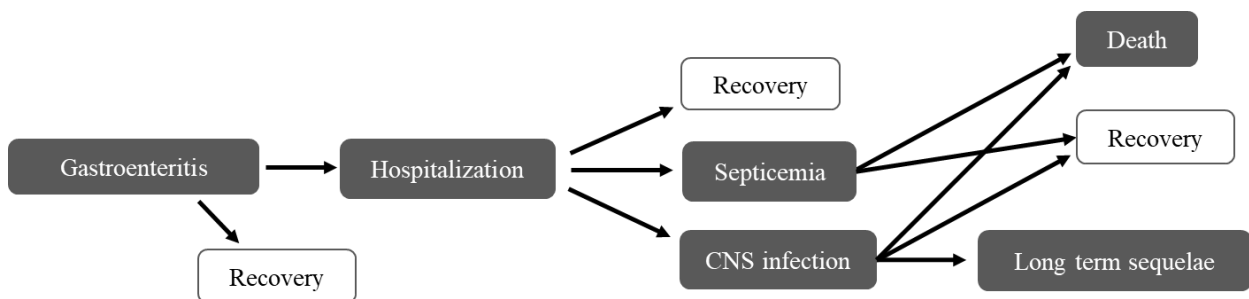 Death
Recovery
Gastroenteritis
Hospitalization
Septicemia
Recovery
Recovery
CNS infection
Long term sequelae